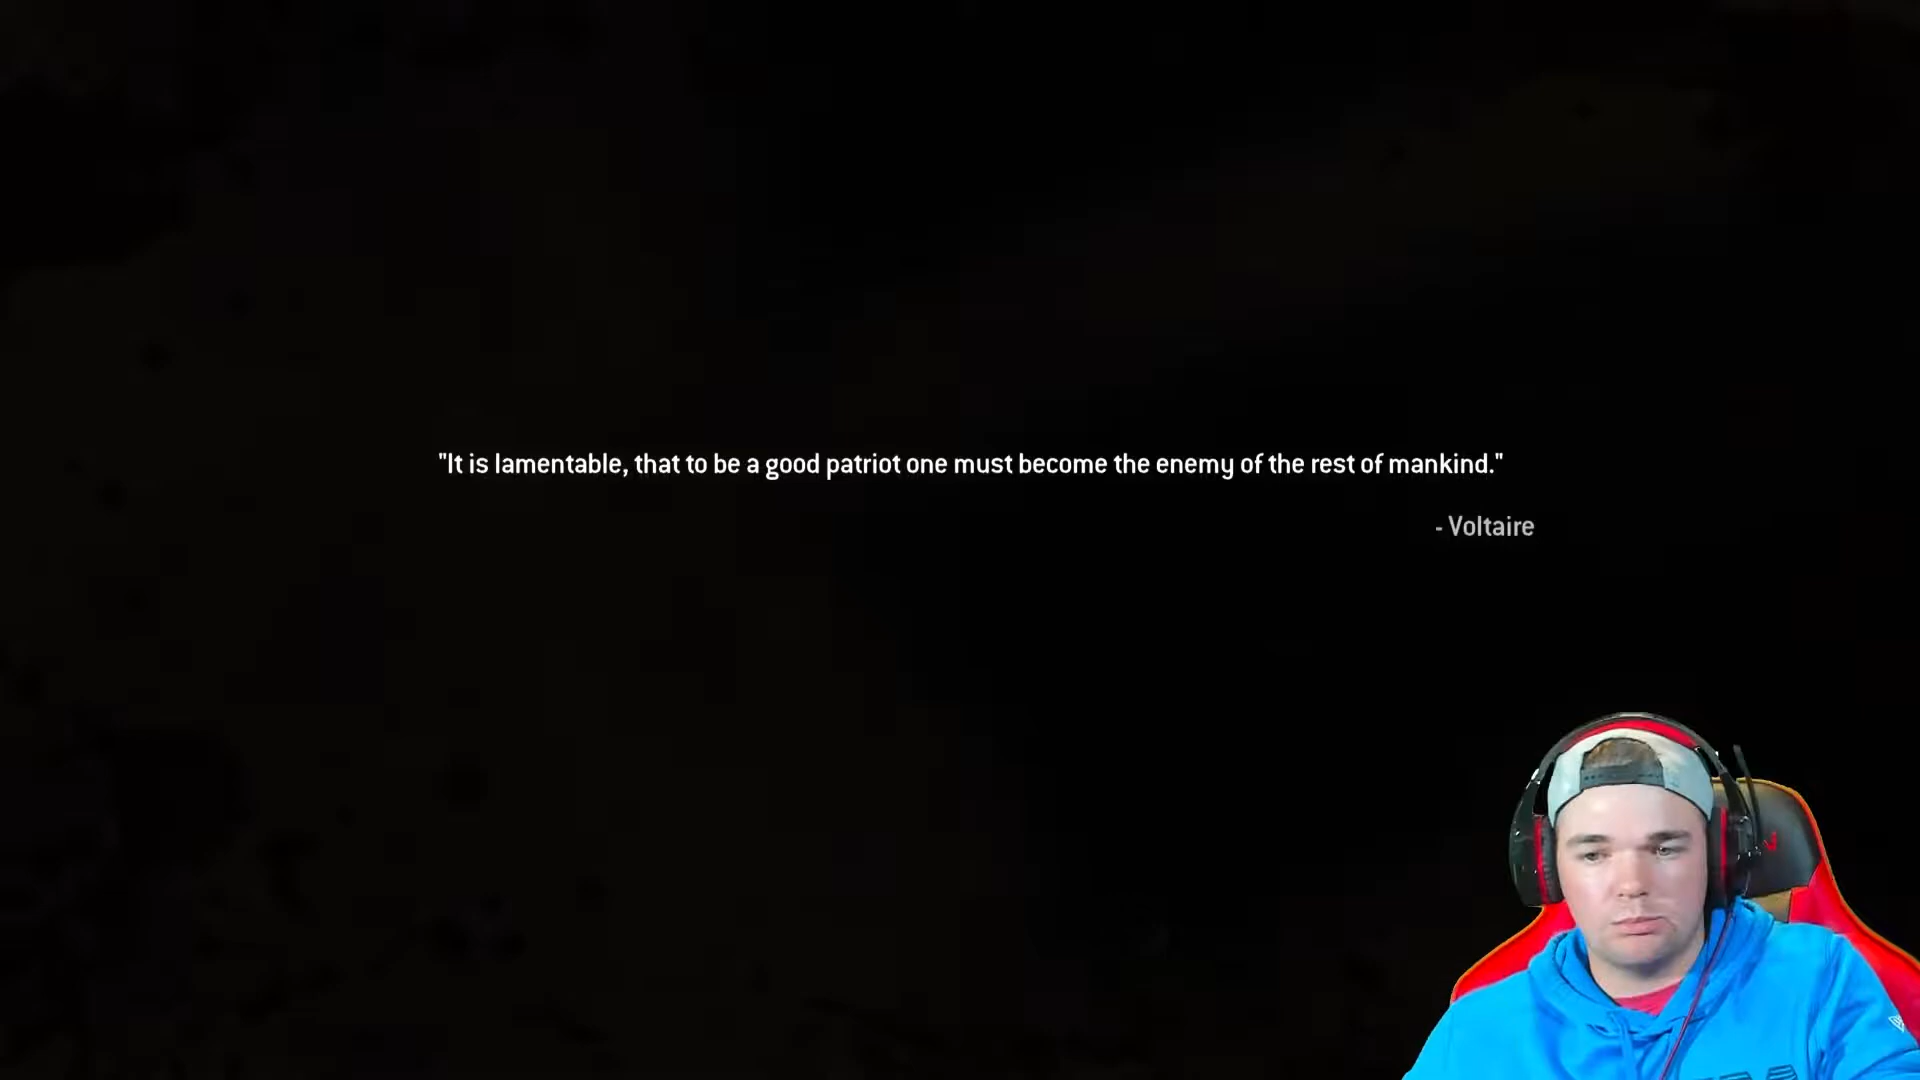 "It is lamentable, that to be a good patriot one must become the enemy of the rest of mankind."
- Voltaire